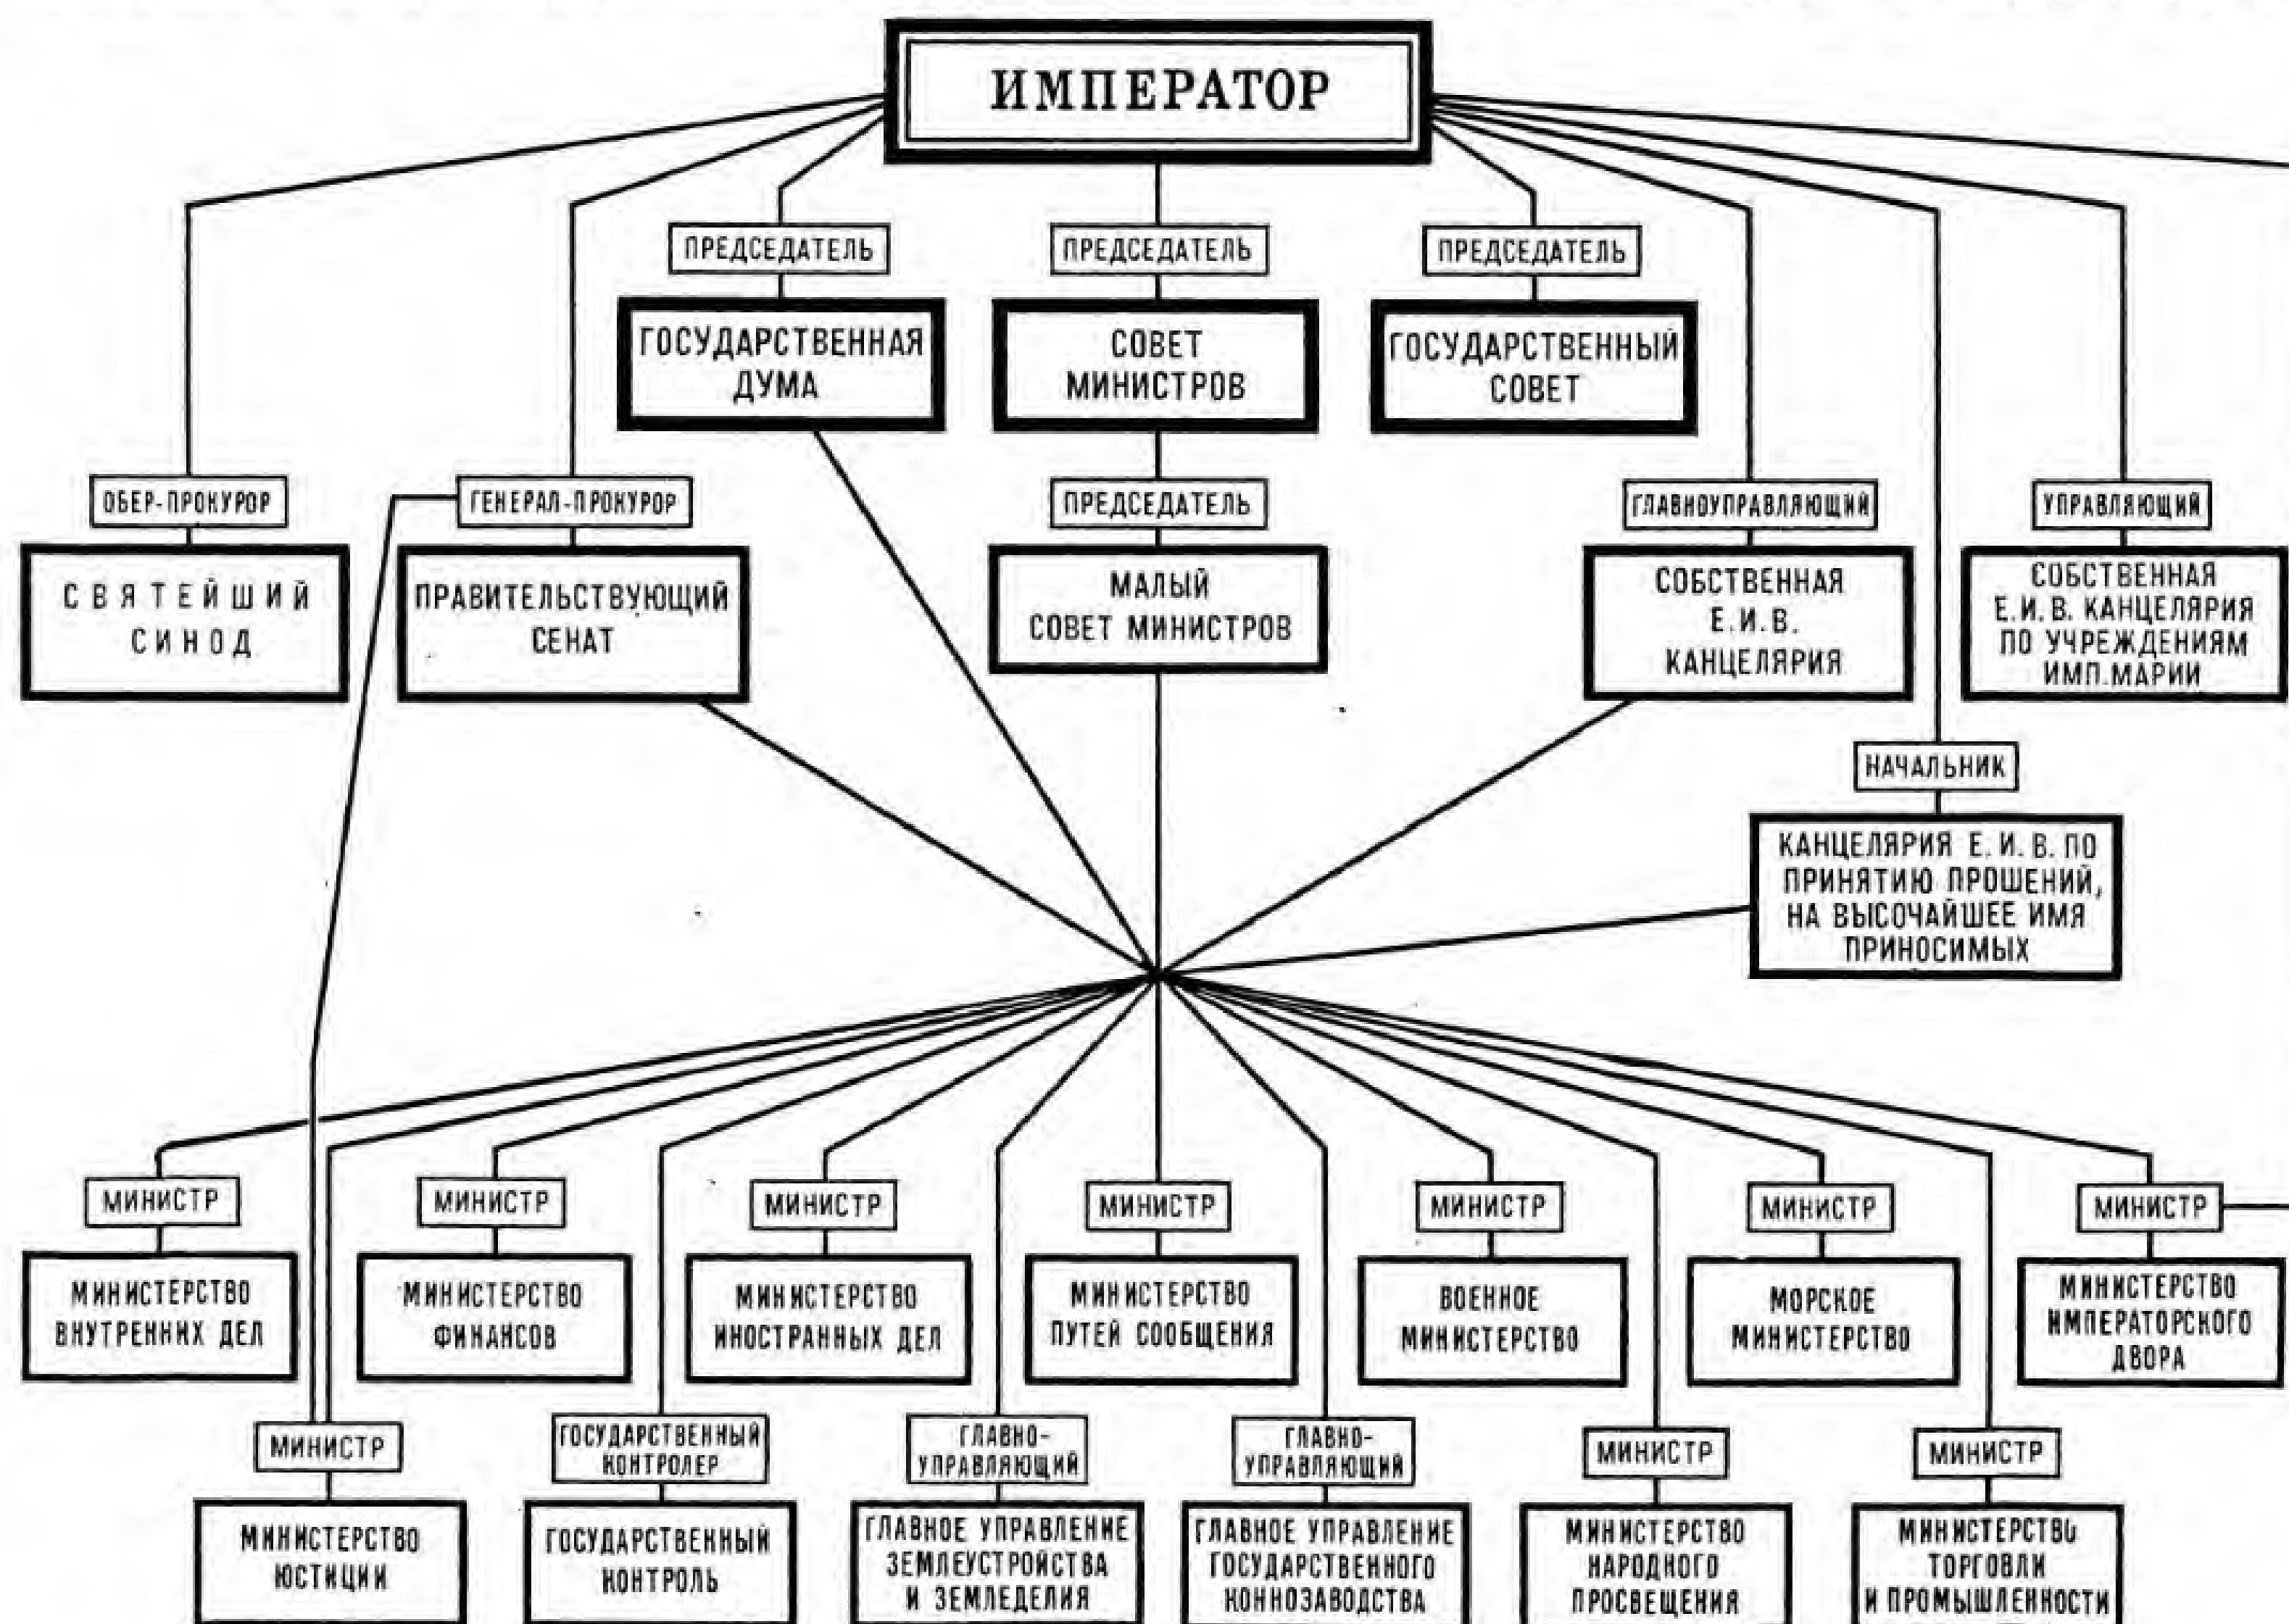 ИМПЕРАТОР
ПРЕДСЕДАТЕЛЬ
ПРЕДСЕДАТЕЛЬ
ПРЕДСЕДАТЕЛЬ
ГОСУДАРСТВЕННАЯ
ДУМА
СОВЕТ
МИНИСТРОВ
ГОСУДАРСТВЕННЫЙ
СОВЕТ
ОБЕР-ПРОКУРОР
ГЕНЕРАЛ-ПРОКУРОР
ПРЕДСЕДАТЕЛЬ
ГЛАВНОУПРАВЛЯЮЩИЙ
УПРАВЛЯЮЩИЙ
СВЯТЕЙШИЙ
СИНОД
ПРАВИТЕЛЬСТВУЮЩИЙ
СЕНАТ
МАЛЫЙ
СОВЕТ МИНИСТРОВ
СОБСТВЕННАЯ
Е.И.В.
КАНЦЕЛЯРИЯ
СОБСТВЕННАЯ
Е.И.В. КАНЦЕЛЯРИЯ
ПО УЧРЕЖДЕНИЯМ
ИМП.МАРИИ
НАЧАЛЬНИК
КАНЦЕЛЯРИЯ Е.И.В. ПО
ПРИНЯТИЮ ПРОШЕНИЙ,
НА ВЫСОЧАЙШЕЕ ИМЯ
ПРИНОСИМЫХ
МИНИСТР
МИНИСТР
МИНИСТР
МИНИСТР
МИНИСТР
МИНИСТР
МИНИСТР
МИНИСТЕРСТВО
ВНУТРЕННИХ ДЕЛ
МИНИСТЕРСТВО
ФИНАНСОВ
МИНИСТЕРСТВО
ИНОСТРАННЫХ ДЕЛ
МИНИСТЕРСТВО
ПУТЕЙ СООБЩЕНИЯ
ВОЕННОЕ
МИНИСТЕРСТВО
МОРСКОЕ
МИНИСТЕРСТВО
МИНИСТЕРСТВО
ИМПЕРАТОРСКОГО
ДВОРА
МИНИСТР
ГОСУДАРСТВЕННЫЙ
КОНТРОЛЕР
ГЛАВНО-
УПРАВЛЯЮЩИЙ
ГЛАВНО-
УПРАВЛЯЮЩИЙ
МИНИСТР
МИНИСТР
МИНИСТЕРСТВО
ЮСТИЦИИ
ГОСУДАРСТВЕННЫЙ
КОНТРОЛЬ
ГЛАВНОЕ УПРАВЛЕНИЕ
ЗЕМЛЕУСТРОЙСТВА
И ЗЕМЛЕДЕЛИЯ
ГЛАВНОЕ УПРАВЛЕНИЕ
ГОСУДАРСТВЕННОГО
КОННОЗАВОДСТВА
МИНИСТЕРСТВО
НАРОДНОГО
ПРОСВЕЩЕНИЯ
МИНИСТЕРСТВО
ТОРГОВЛИ
И ПРОМЫШЛЕННОСТИ